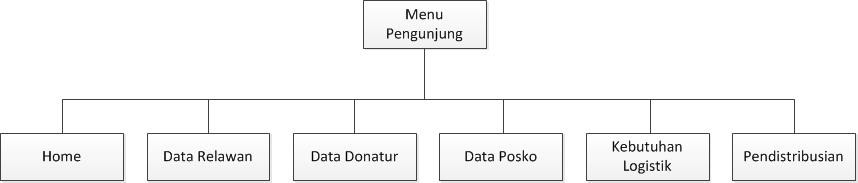 Menu
Pengunjung
Home
Data Relawan
Data Donatur
Data Posko
Kebutuhan
Logistik
Pendistribusian